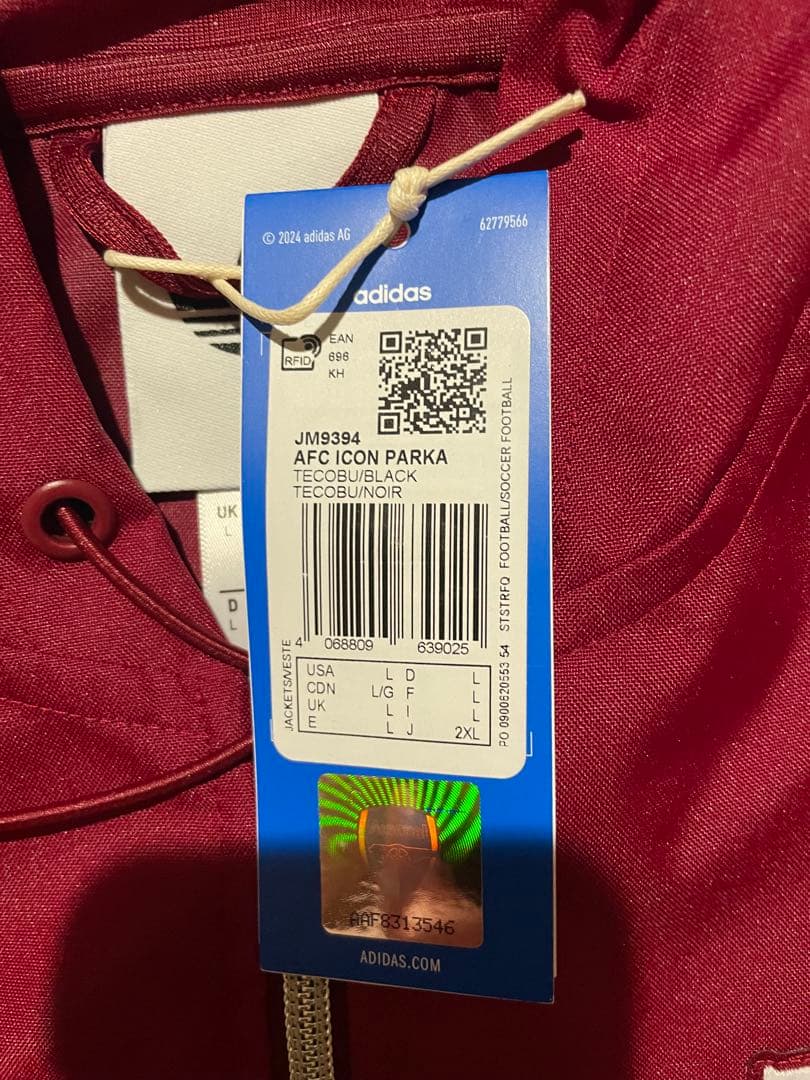 © 2024 adidas AG
62779566
adidas
RFID
EAN
696
KH
JM9394
AFC ICON PARKA
TECOBU/BLACK
TECOBU/NOIR
4 068809 639025
JACKETS/VESTE
USA L D L
CDN L/G F L
UK L I L
E L J 2XL
PO 0900620553 54 STSTRFQ FOOTBALL/SOCCER FOOTBALL
AAF8313546
ADIDAS.COM
UK
L
D
L